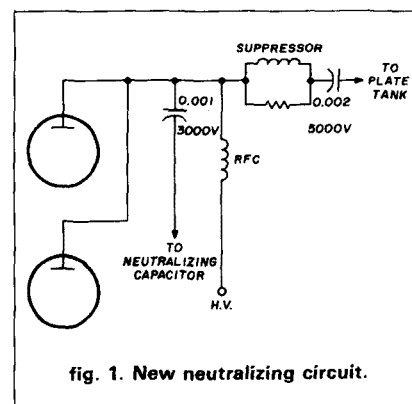 SUPPRESSOR
TO
PLATE
TANK
0.001
3000V
0.002
5000V
RFC
TO
NEUTRALIZING
CAPACITOR
H.V.
fig. 1. New neutralizing circuit.